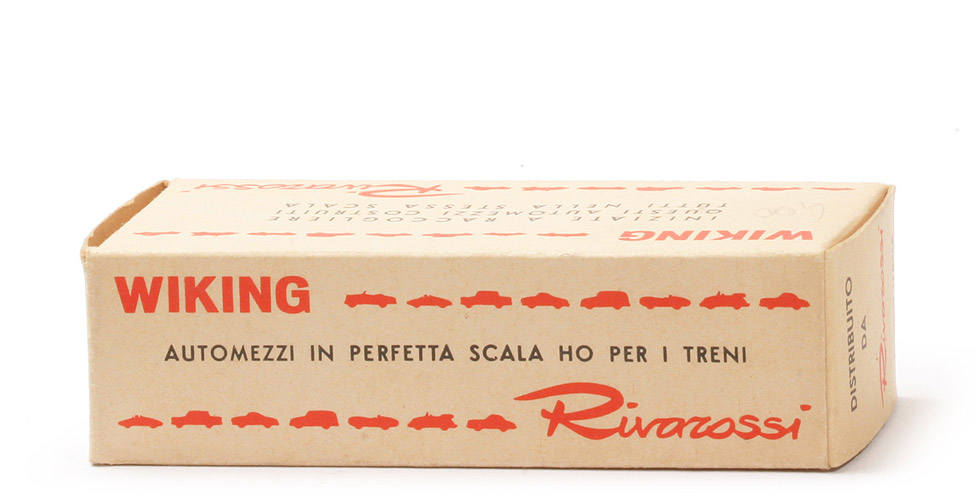 Rivarossi
INIZIATE A RACCOGLIERE
QUESTI AUTOMEZZI COSTRUITI
TUTTI NELLA STESSA SCALA
WIKING
WIKING
AUTOMEZZI IN PERFETTA SCALA HO PER I TRENI
Rivarossi
DISTRIBUITO
DA
Rivarossi